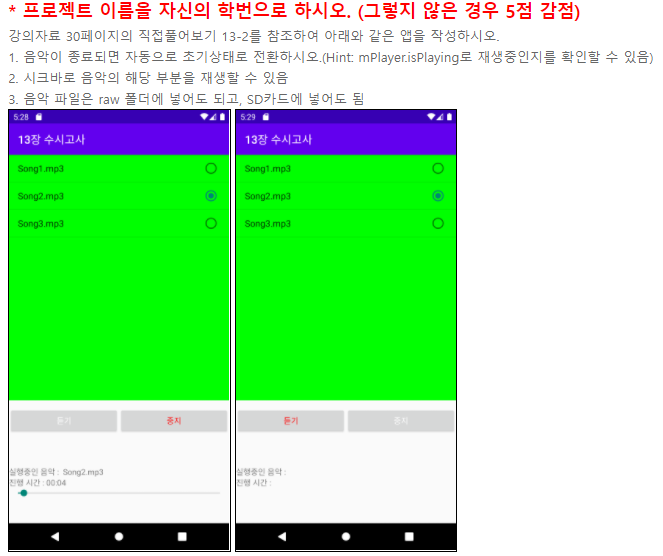 * 프로젝트 이름을 자신의 학번으로 하시오. (그렇지 않은 경우 5점 감점)
강의자료 30페이지의 직접풀어보기 13-2를 참조하여 아래와 같은 앱을 작성하시오.
1. 음악이 종료되면 자동으로 초기상태로 전환하시오.(Hint: mPlayer.isPlaying로 재생중인지를 확인할 수 있음)
2. 시크바로 음악의 해당 부분을 재생할 수 있음
3. 음악 파일은 raw 폴더에 넣어도 되고, SD카드에 넣어도 됨
5:28
13장 수시고사
Song1.mp3
Song2.mp3
Song3.mp3
듣기 중지
실행중인 음악 : Song2.mp3
진행 시간 : 00:04
5:29
13장 수시고사
Song1.mp3
Song2.mp3
Song3.mp3
듣기 중지
실행중인 음악 :
진행 시간 :